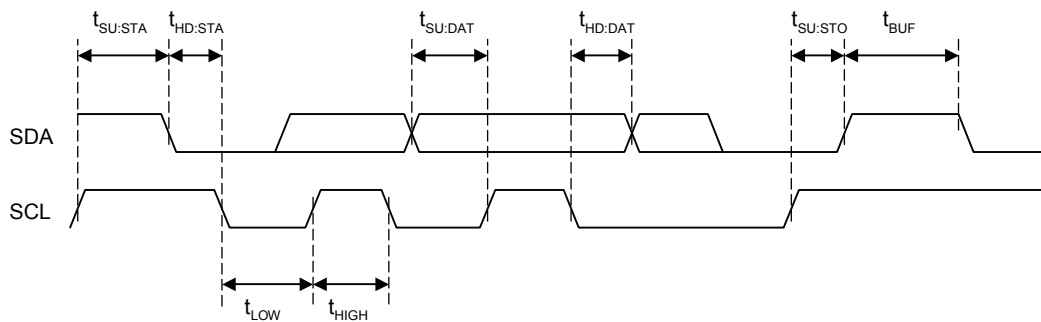 tSU:STA tHD:STA tSU:DAT tHD:DAT tSU:STO tBUF
SDA
SCL
tLOW tHIGH